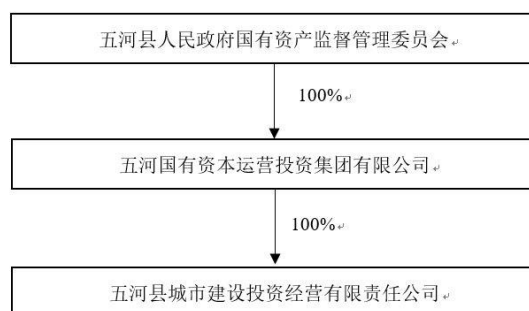 五河县人民政府国有资产监督管理委员会
100%
五河国有资本运营投资集团有限公司
100%
五河县城市建设投资经营有限责任公司